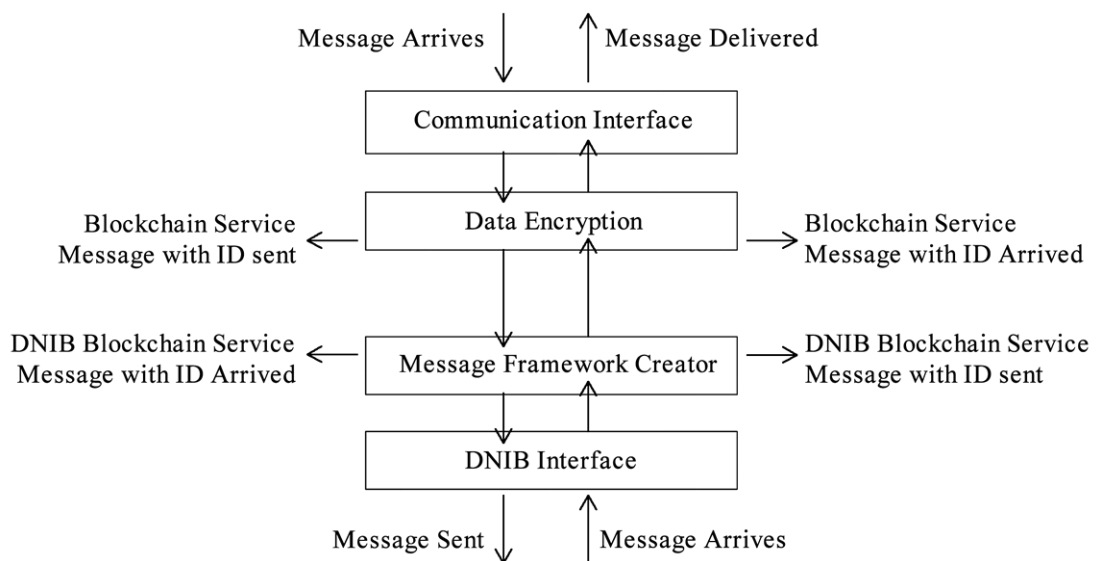 Message Arrives
Message Delivered
Communication Interface
Data Encryption
Blockchain Service
Message with ID sent
Blockchain Service
Message with ID Arrived
DNIB Blockchain Service
Message with ID Arrived
Message Framework Creator
DNIB Blockchain Service
Message with ID sent
DNIB Interface
Message Sent
Message Arrives